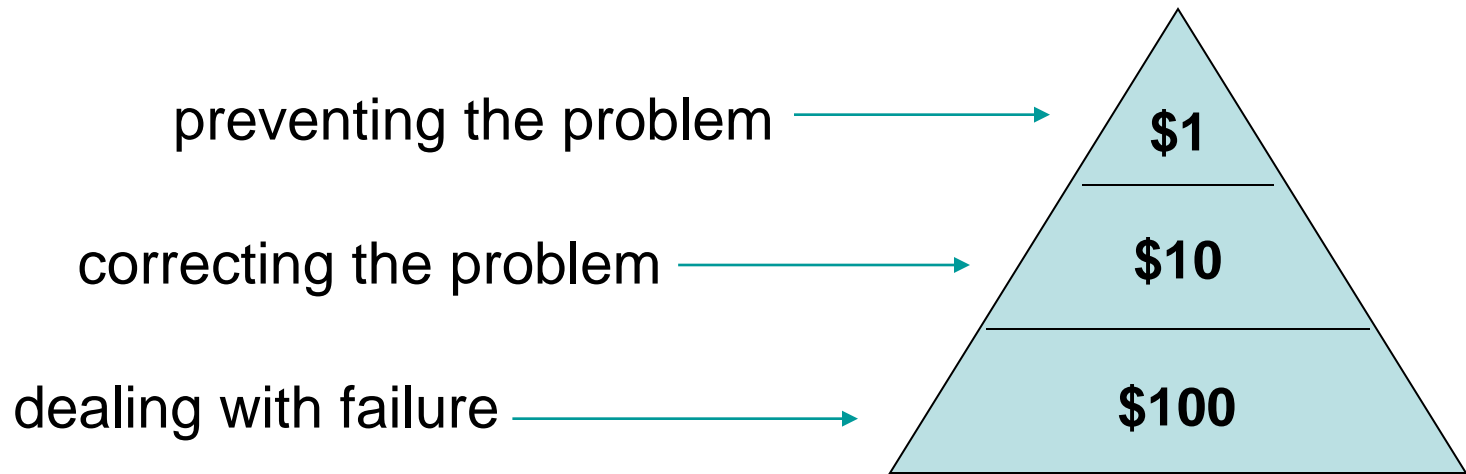 preventing the problem
$1
correcting the problem
$10
dealing with failure
$100